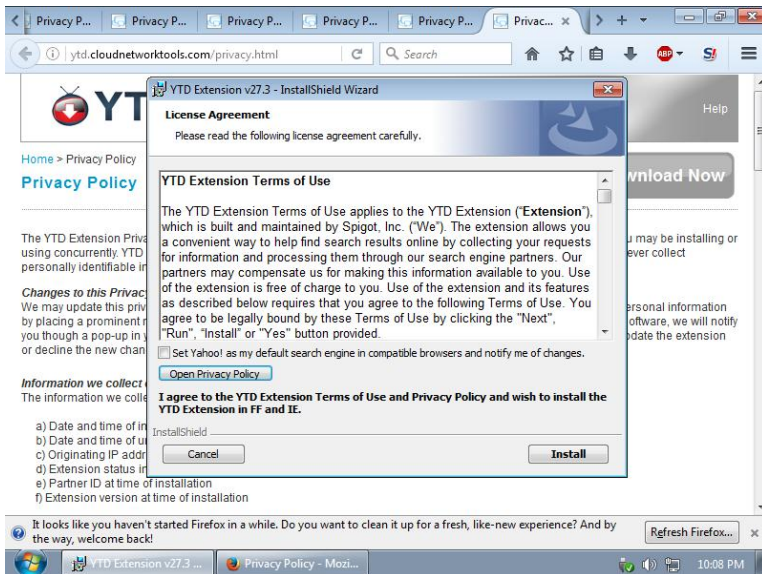 Privacy P...
Privacy P...
Privacy P...
Privacy P...
Privacy P...
Privac...
ytd.cloudnetworktools.com/privacy.html
Search
ABP
YTD Extension v27.3 - InstallShield Wizard
License Agreement
Please read the following license agreement carefully.
YT
Help
Home > Privacy Policy
Privacy Policy
wnload Now
YTD Extension Terms of Use
The YTD Extension Terms of Use applies to the YTD Extension (“Extension”),
which is built and maintained by Spigot, Inc. (“We”). The extension allows you
a convenient way to help find search results online by collecting your requests
for information and processing them through our search engine partners. Our
partners may compensate us for making this information available to you. Use
of the extension is free of charge to you. Use of the extension and its features
as described below requires that you agree to the following Terms of Use. You
agree to be legally bound by these Terms of Use by clicking the "Next",
"Run", “Install” or "Yes" button provided.
Set Yahoo! as my default search engine in compatible browsers and notify me of changes.
Open Privacy Policy
I agree to the YTD Extension Terms of Use and Privacy Policy and wish to install the
YTD Extension in FF and IE.
InstallShield
Cancel
Install
The YTD Extension Priva
u may be installing or
using concurrently. YTD
ever collect
personally identifiable in
Changes to this Privac
We may update this priv
ersonal information
by placing a prominent n
oftware, we will notify
you though a pop-up in y
pdate the extension
or decline the new chan
Information we collect
The information we colle
a) Date and time of in
b) Date and time of u
c) Originating IP addr
d) Extension status in
e) Partner ID at time of installation
f) Extension version at time of installation
It looks like you haven't started Firefox in a while. Do you want to clean it up for a fresh, like-new experience? And by
the way, welcome back!
Refresh Firefox...
YTD Extension v27.3 ...
Privacy Policy - Mozi...
10:08 PM